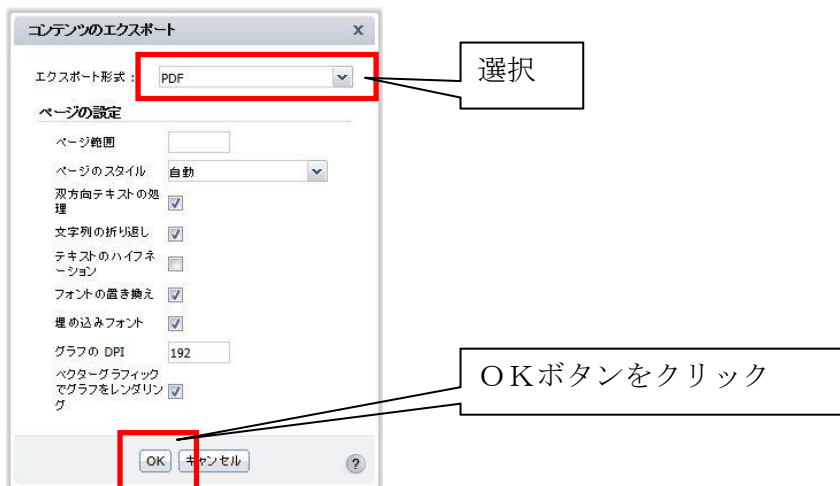 コンテンツのエクスポート x
エクスポート形式: PDF
選択
ページの設定
ページ範囲
ページのスタイル 自動
双方向テキストの処
理
文字列の折り返し
テキストのハイフネ
ーション
フォントの置き換え
埋め込みフォント
グラフの DPI 192
ベクターグラフィック
でグラフをレンダリン
グ
OKボタンをクリック
OK キャンセル ?